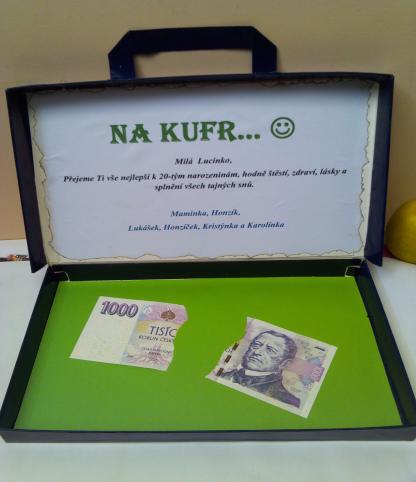 NA KUFR... ☺
Milá Lucinko,
Přejeme Ti vše nejlepší k 20-tým narozeninám, hodně štěstí, zdraví, lásky a
splnění všech tajných snů.
Maminka, Honzík,
Lukášek, Honzíček, Kristýnka a Karolínka
1000
TISÍC
KORUN ČESK